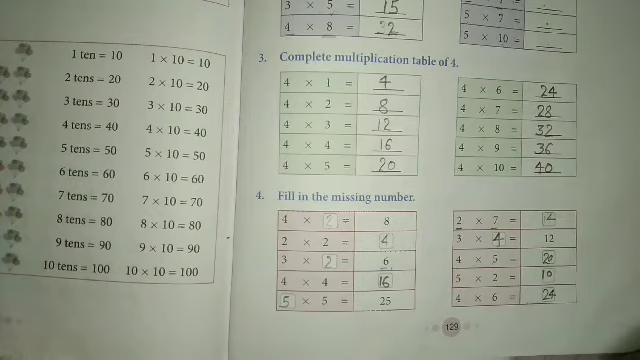 1 ten = 10 1 × 10 = 10
2 tens = 20 2 × 10 = 20
3 tens = 30 3 × 10 = 30
4 tens = 40 4 × 10 = 40
5 tens = 50 5 × 10 = 50
6 tens = 60 6 × 10 = 60
7 tens = 70 7 × 10 = 70
8 tens = 80 8 × 10 = 80
9 tens = 90 9 × 10 = 90
10 tens = 100 10 × 10 = 100
3 × 5 = 15
4 × 8 =
5 × 7 =
5 × 10 =
3. Complete multiplication table of 4.
4 × 1 = 4
4 × 2 = 8
4 × 3 = 12
4 × 4 = 16
4 × 5 = 20
4 × 6 = 24
4 × 7 = 28
4 × 8 = 32
4 × 9 = 36
4 × 10 = 40
4. Fill in the missing number.
4 × 2 = 8
2 × 2 = 4
3 × 2 = 6
4 × 4 = 16
5 × 5 = 25
2 × 7 =
3 × 4 = 12
4 × 5 = 20
5 × 2 = 10
4 × 6 = 24
129